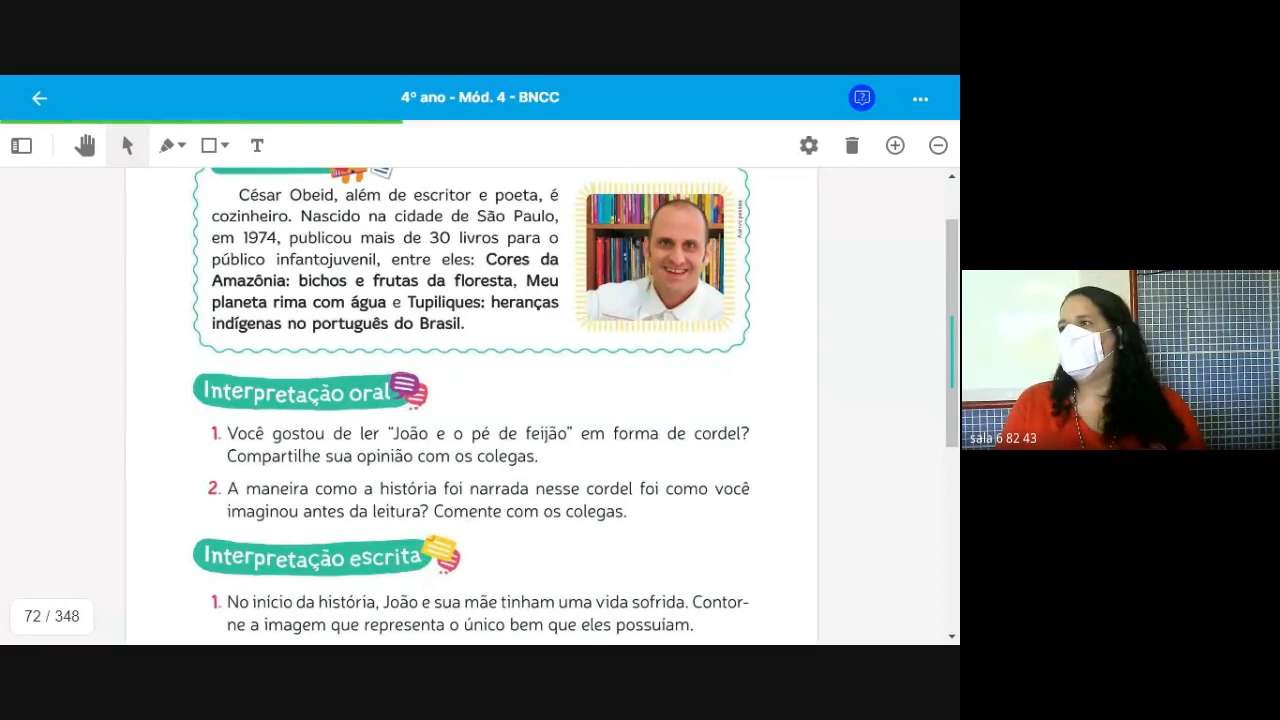 4º ano - Mód. 4 - BNCC
T
César Obeid, além de escritor e poeta, é
cozinheiro. Nascido na cidade de São Paulo,
em 1974, publicou mais de 30 livros para o
público infantojuvenil, entre eles: Cores da
Amazônia: bichos e frutas da floresta, Meu
planeta rima com água e Tupiliques: heranças
indígenas no português do Brasil.
Interpretação oral
1. Você gostou de ler “João e o pé de feijão” em forma de cordel?
Compartilhe sua opinião com os colegas.
2. A maneira como a história foi narrada nesse cordel foi como você
imaginou antes da leitura? Comente com os colegas.
Interpretação escrita
1. No início da história, João e sua mãe tinham uma vida sofrida. Contor-
ne a imagem que representa o único bem que eles possuíam.
72 / 348
sala 6 82 43